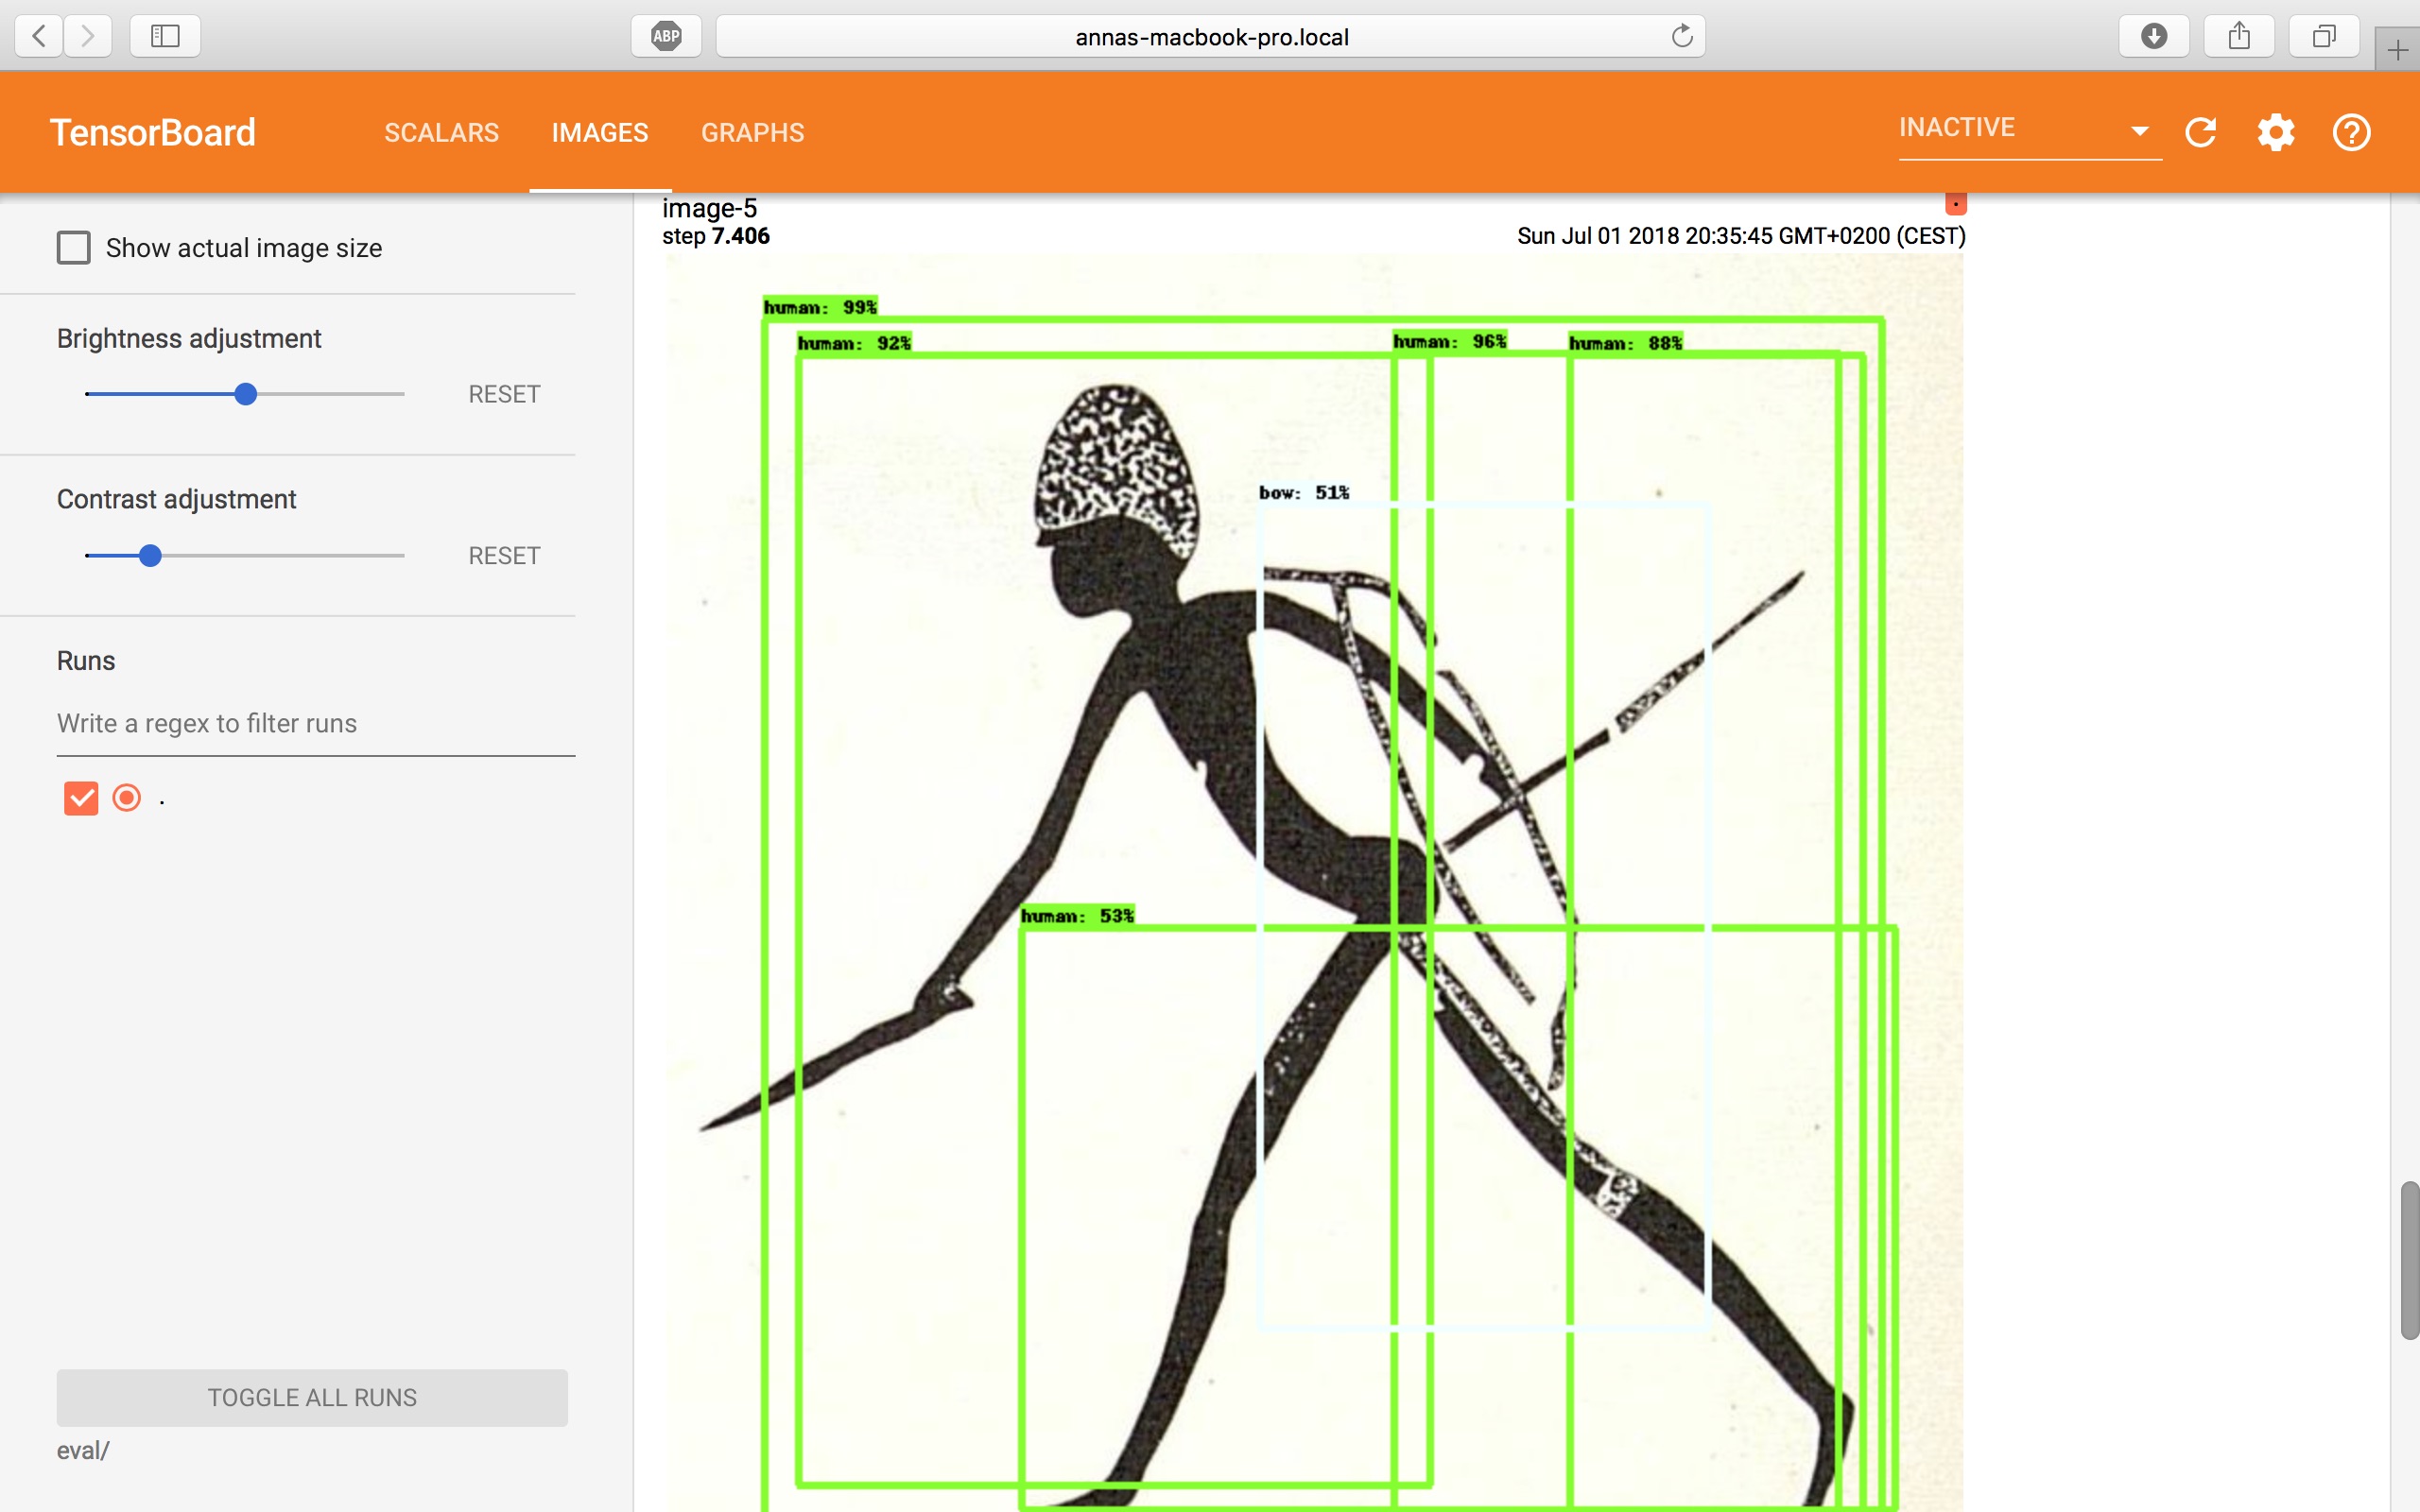 ABP
annas-macbook-pro.local
TensorBoard
SCALARS
IMAGES
GRAPHS
INACTIVE
Show actual image size
Brightness adjustment
RESET
Contrast adjustment
RESET
Runs
Write a regex to filter runs
.
TOGGLE ALL RUNS
eval/
image-5
step 7.406
Sun Jul 01 2018 20:35:45 GMT+0200 (CEST)
human: 99%
human: 92%
human: 96%
human: 88%
bow: 51%
human: 53%